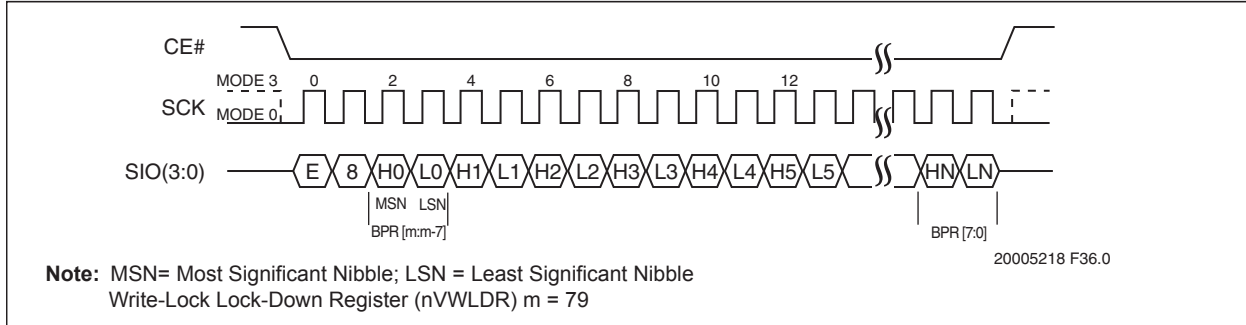 CE#
MODE 3 0 2 4 6 8 10 12
SCK
MODE 0
SIO(3:0) E 8 H0 L0 H1 L1 H2 L2 H3 L3 H4 L4 H5 L5 HN LN
MSN LSN
BPR [m:m-7] BPR [7:0]
20005218 F36.0
Note: MSN= Most Significant Nibble; LSN = Least Significant Nibble
Write-Lock Lock-Down Register (nVWLDR) m = 79